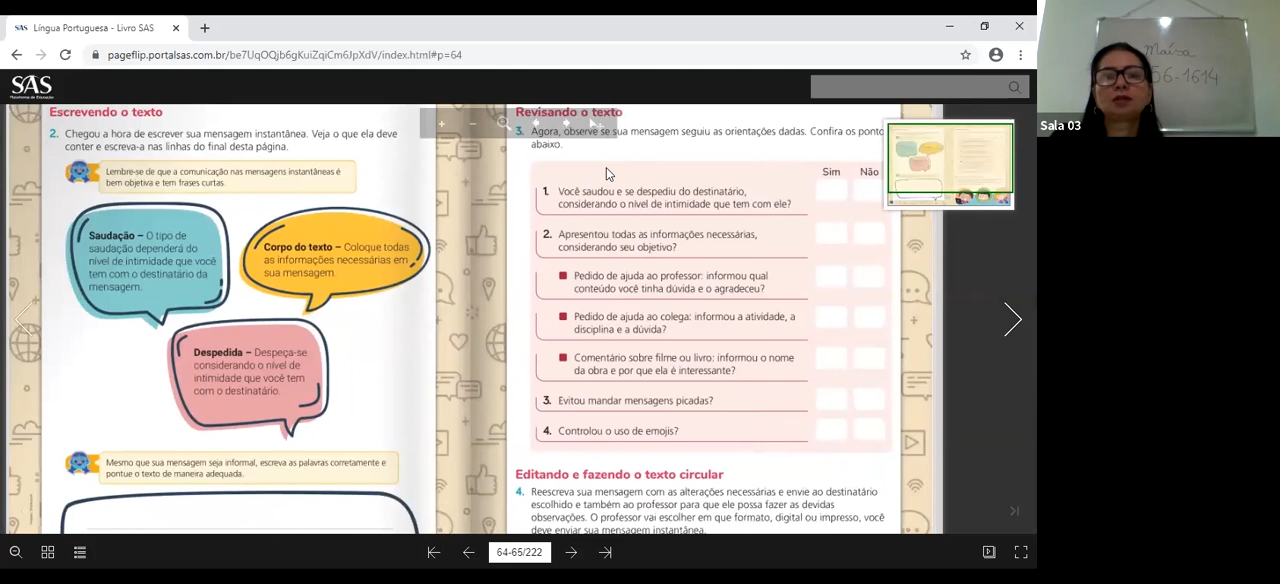 Língua Portuguesa - Livro SAS
pageflip.portalsas.com.br/be7UqOQjb6gKuiZqiCm6JpXdV/index.html#p=64
SAS
Plataforma de Educação
Escrevendo o texto
2. Chegou a hora de escrever sua mensagem instantânea. Veja o que ela deve
conter e escreva-a nas linhas do final desta página.
Lembre-se de que a comunicação nas mensagens instantâneas é
bem objetiva e tem frases curtas.
Saudação – O tipo de
saudação dependerá do
nível de intimidade que você
tem com o destinatário da
mensagem.
Corpo do texto – Coloque todas
as informações necessárias em
sua mensagem.
Despedida – Despeça-se
considerando o nível de
intimidade que você tem
com o destinatário.
Mesmo que sua mensagem seja informal, escreva as palavras corretamente e
pontue o texto de maneira adequada.
Revisando o texto
3. Agora, observe se sua mensagem seguiu as orientações dadas. Confira os ponto
abaixo.
Sim Não
1. Você saudou e se despediu do destinatário,
considerando o nível de intimidade que tem com ele?
2. Apresentou todas as informações necessárias,
considerando seu objetivo?
Pedido de ajuda ao professor: informou qual
conteúdo você tinha dúvida e o agradeceu?
Pedido de ajuda ao colega: informou a atividade, a
disciplina e a dúvida?
Comentário sobre filme ou livro: informou o nome
da obra e por que ela é interessante?
3. Evitou mandar mensagens picadas?
4. Controlou o uso de emojis?
Editando e fazendo o texto circular
4. Reescreva sua mensagem com as alterações necessárias e envie ao destinatário
escolhido e também ao professor para que ele possa fazer as devidas
observações. O professor vai escolher em que formato, digital ou impresso, você
deve enviar sua mensagem instantânea.
64-65/222
Maísa
56-1614
Sala 03